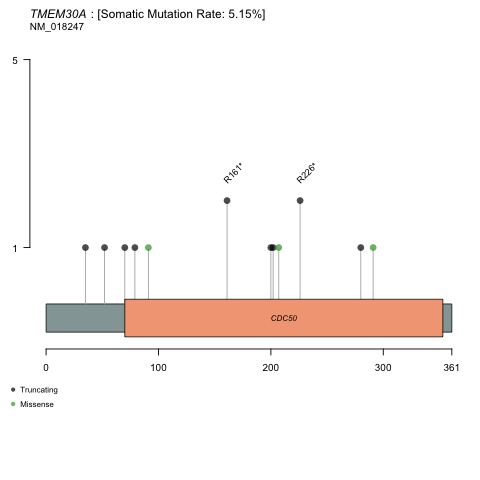 TMEM30A : [Somatic Mutation Rate: 5.15%]
NM_018247
5
R161*
R226*
1
CDC50
0 100 200 300 361
Truncating
Missense